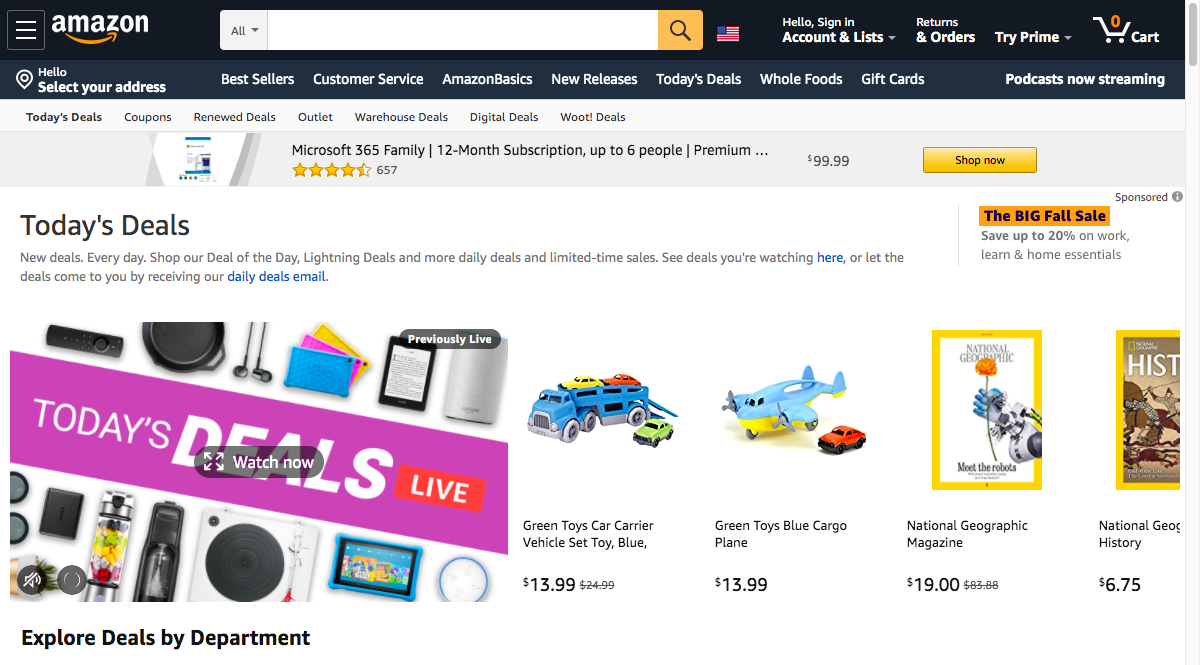 amazon
All
Hello, Sign in
Account & Lists
Returns
& Orders
Try Prime
0
Cart
Hello
Select your address
Best Sellers
Customer Service
AmazonBasics
New Releases
Today's Deals
Whole Foods
Gift Cards
Podcasts now streaming
Today's Deals
Coupons
Renewed Deals
Outlet
Warehouse Deals
Digital Deals
Woot! Deals
Microsoft 365 Family | 12-Month Subscription, up to 6 people | Premium ...
657
$99.99
Shop now
Sponsored
Today's Deals
New deals. Every day. Shop our Deal of the Day, Lightning Deals and more daily deals and limited-time sales. See deals you're watching here, or let the
deals come to you by receiving our daily deals email.
The BIG Fall Sale
Save up to 20% on work,
learn & home essentials
Previously Live
TODAY'S DEALS LIVE
Watch now
NATIONAL
GEOGRAPHIC
Meet the robots
NATIONAL
GEOGRAPHIC
HIST
Green Toys Car Carrier
Vehicle Set Toy, Blue,
$13.99 $24.99
Green Toys Blue Cargo
Plane
$13.99
National Geographic
Magazine
$19.00 $83.88
National Geog
History
$6.75
Explore Deals by Department